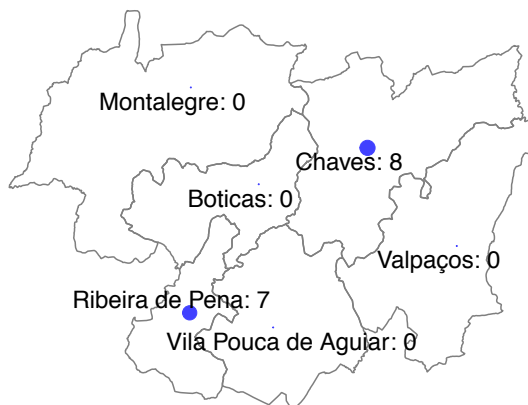 Montalegre: 0
Chaves: 8
Boticas: 0
Valpaços: 0
Ribeira de Pena: 7
Vila Pouca de Aguiar: 0